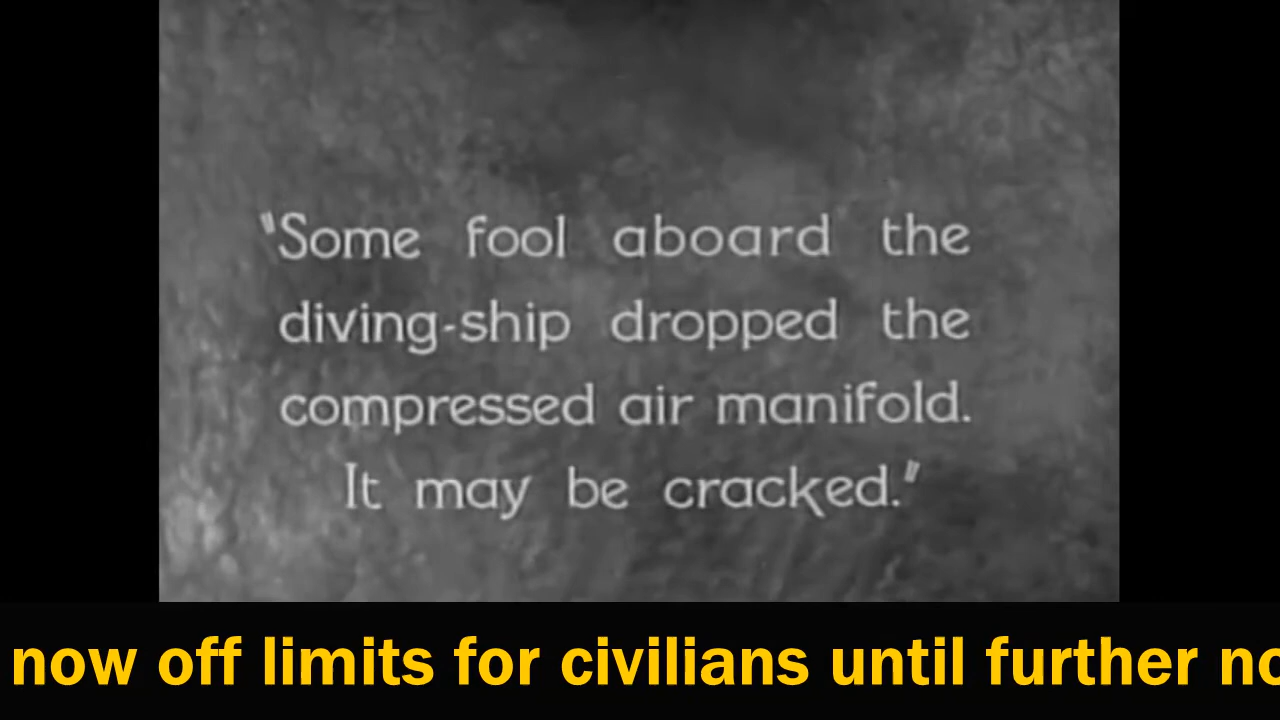 "Some fool aboard the
diving-ship dropped the
compressed air manifold.
It may be cracked."
now off limits for civilians until further no